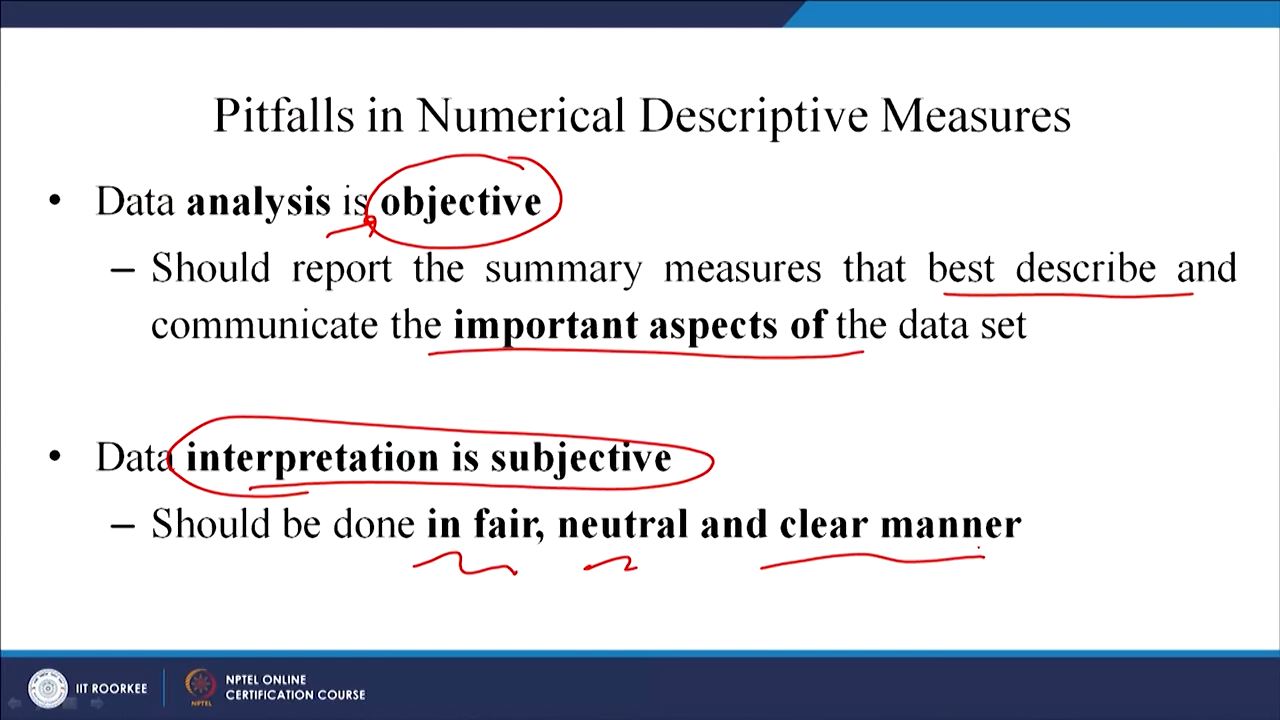 Pitfalls in Numerical Descriptive Measures
• Data analysis is objective
– Should report the summary measures that best describe and
communicate the important aspects of the data set
• Data interpretation is subjective
– Should be done in fair, neutral and clear manner
IIT ROORKEE
NPTEL
NPTEL ONLINE
CERTIFICATION COURSE